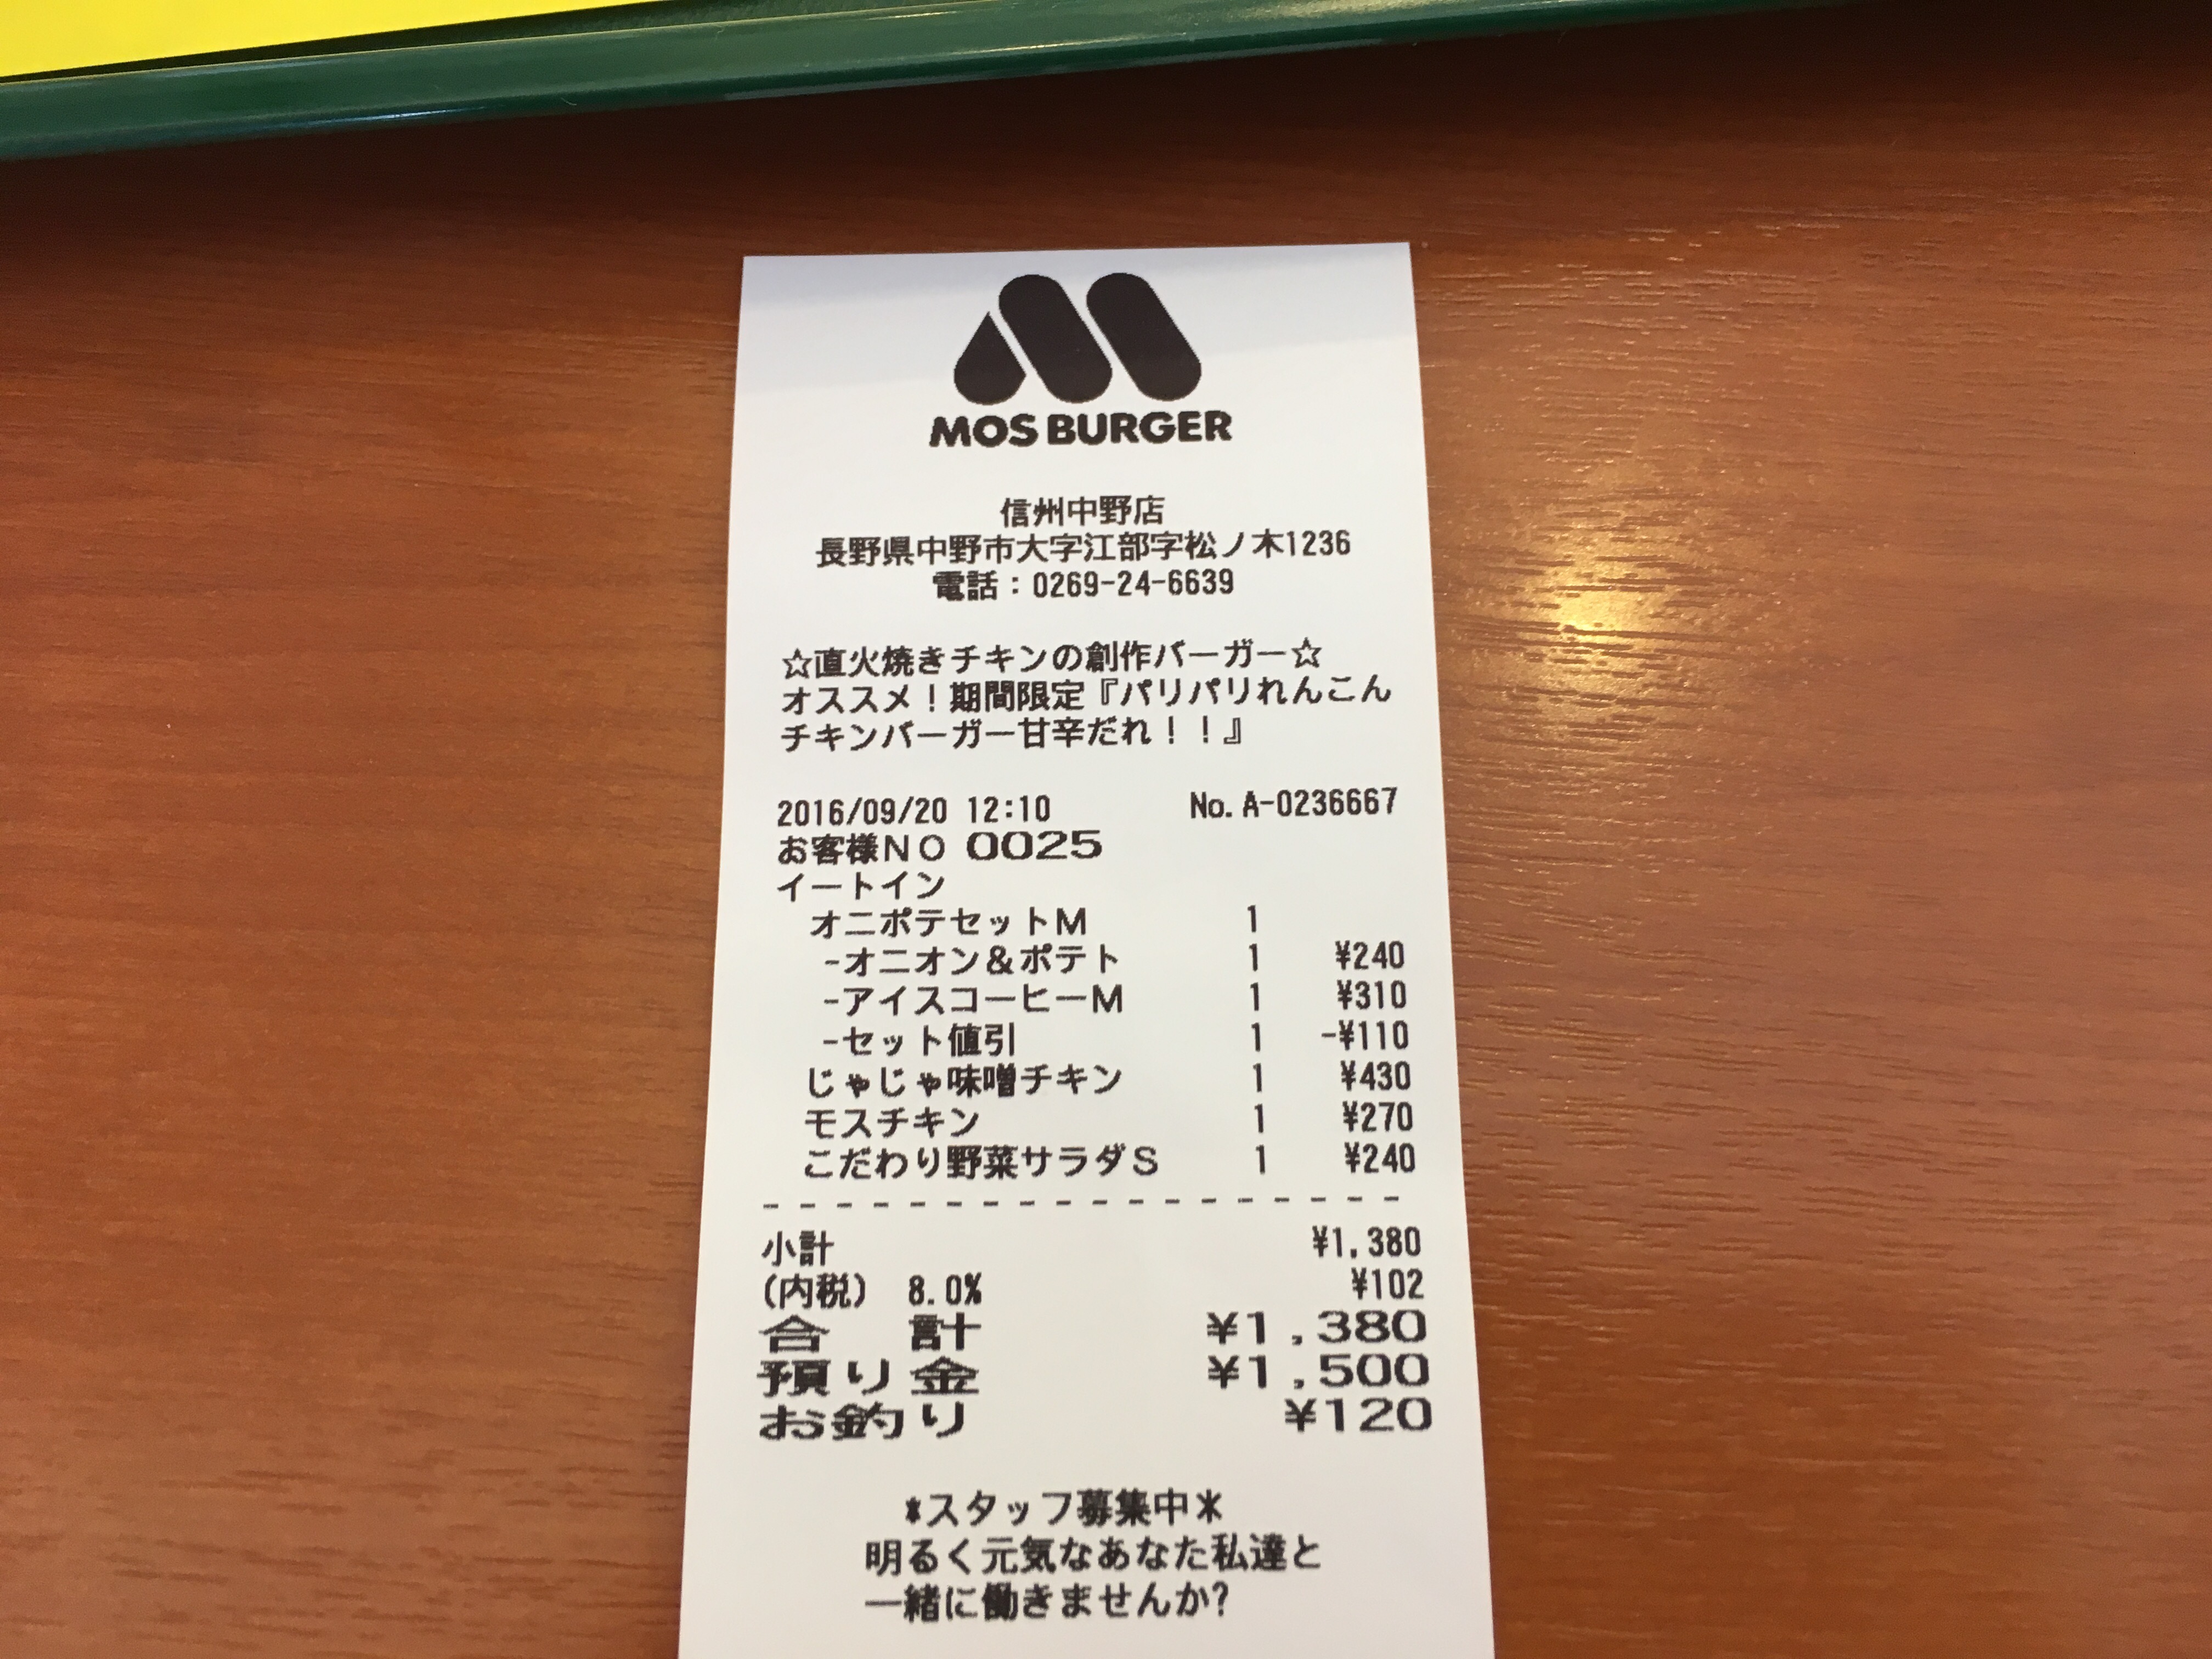 MOS BURGER
信州中野店
長野県中野市大字江部字松ノ木1236
電話：0269-24-6639
☆直火焼きチキンの創作バーガー☆
オススメ！期間限定『パリパリれんこん
チキンバーガー甘辛だれ！！』
2016/09/20 12:10 No. A-0236667
お客様ＮＯ 0025
イートイン
オニポテセットＭ 1
-オニオン＆ポテト 1 ¥240
-アイスコーヒーＭ 1 ¥310
-セット値引 1 -¥110
じゃじゃ味噌チキン 1 ¥430
モスチキン 1 ¥270
こだわり野菜サラダＳ 1 ¥240
------------------
小計 ¥1,380
(内税) 8.0% ¥102
合　計 ¥1,380
預り金 ¥1,500
お釣り ¥120
*スタッフ募集中＊
明るく元気なあなた私達と
一緒に働きませんか?